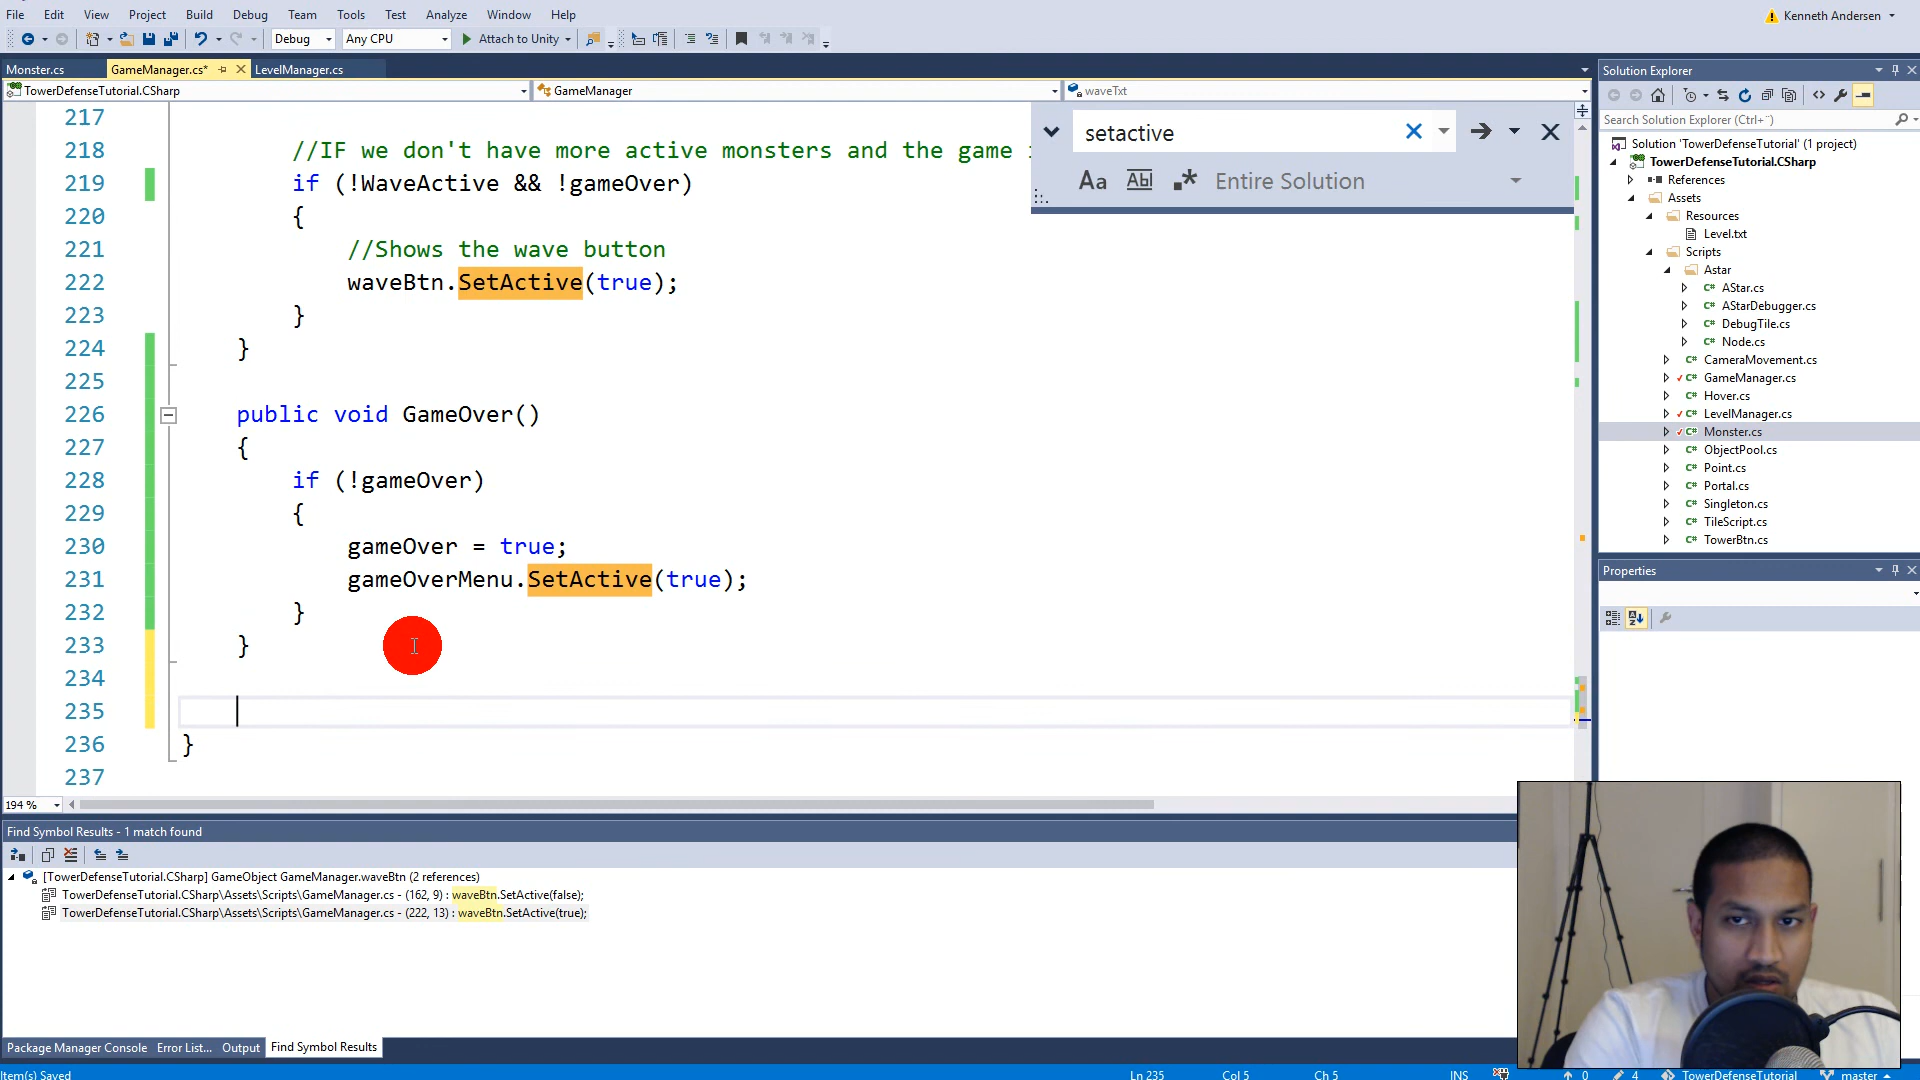 File Edit View Project Build Debug Team Tools Test Analyze Window Help
Kenneth Andersen
Debug Any CPU Attach to Unity
Monster.cs GameManager.cs* LevelManager.cs
TowerDefenseTutorial.CSharp GameManager waveTxt
setactive
Aa Abl .* Entire Solution
217
218 //IF we don't have more active monsters and the game
219 if (!WaveActive && !gameOver)
220 {
221 //Shows the wave button
222 waveBtn.SetActive(true);
223 }
224 }
225
226 public void GameOver()
227 {
228 if (!gameOver)
229 {
230 gameOver = true;
231 gameOverMenu.SetActive(true);
232 }
233 }
234
235
236 }
237
194 %
Solution Explorer
Search Solution Explorer (Ctrl+¨)
Solution 'TowerDefenseTutorial' (1 project)
TowerDefenseTutorial.CSharp
References
Assets
Resources
Level.txt
Scripts
Astar
C# AStar.cs
C# AStarDebugger.cs
C# DebugTile.cs
C# Node.cs
C# CameraMovement.cs
C# GameManager.cs
C# Hover.cs
C# LevelManager.cs
C# Monster.cs
C# ObjectPool.cs
C# Point.cs
C# Portal.cs
C# Singleton.cs
C# TileScript.cs
C# TowerBtn.cs
Properties
Find Symbol Results - 1 match found
[TowerDefenseTutorial.CSharp] GameObject GameManager.waveBtn (2 references)
TowerDefenseTutorial.CSharp\Assets\Scripts\GameManager.cs - (162, 9) : waveBtn.SetActive(false);
TowerDefenseTutorial.CSharp\Assets\Scripts\GameManager.cs - (222, 13) : waveBtn.SetActive(true);
Package Manager Console Error List... Output Find Symbol Results
Item(s) Saved Ln 235 Col 5 Ch 5 INS 0 4 TowerDefenseTutorial master